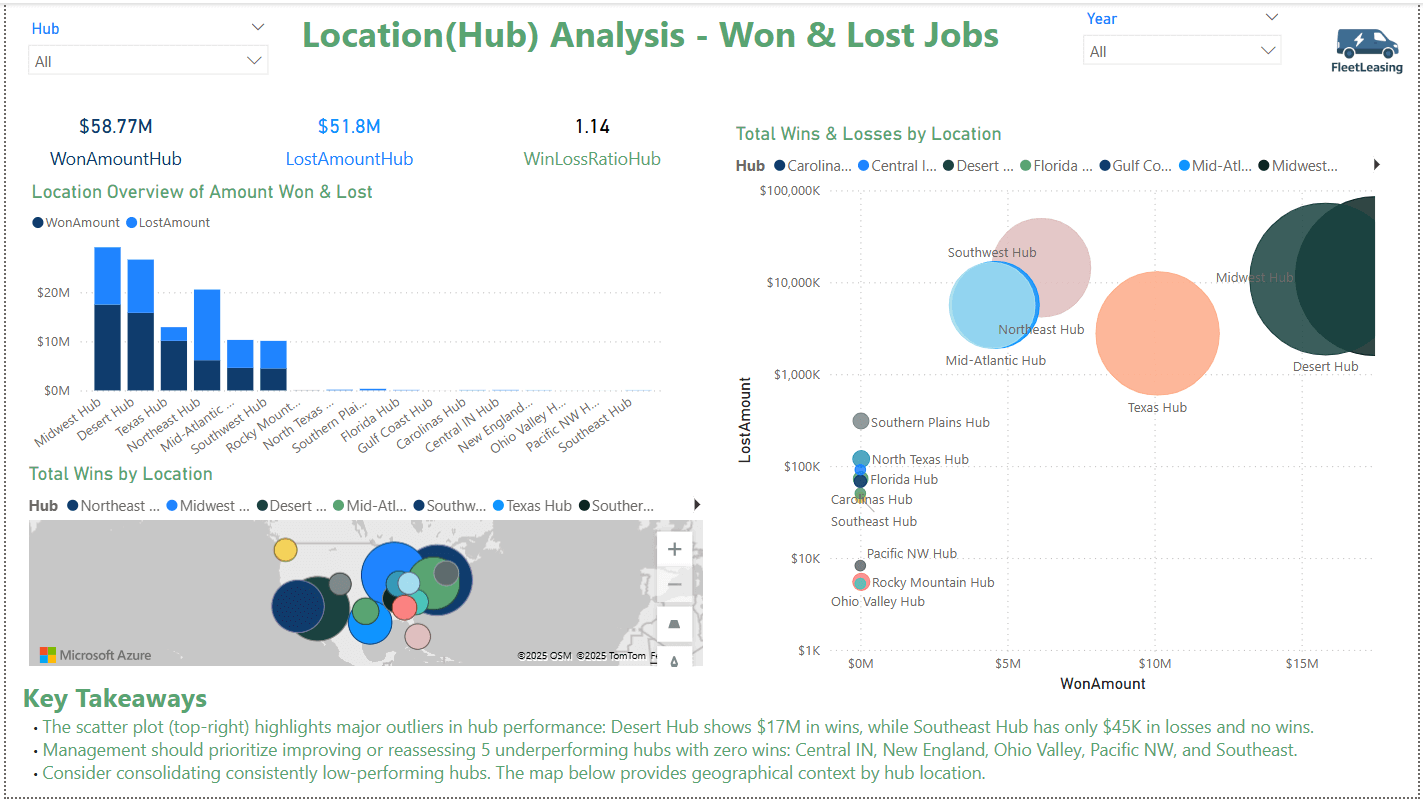 Hub
All
Location(Hub) Analysis - Won & Lost Jobs
Year
All
FleetLeasing
$58.77M
WonAmountHub
$51.8M
LostAmountHub
1.14
WinLossRatioHub
Location Overview of Amount Won & Lost
WonAmount LostAmount
$20M
$10M
$0M
Midwest Hub
Desert Hub
Texas Hub
Northeast Hub
Mid-Atlantic ...
Southwest Hub
Rocky Mount...
North Texas ...
Southern Plai...
Florida Hub
Gulf Coast Hub
Carolinas Hub
Central IN Hub
New England...
Ohio Valley H...
Pacific NW H...
Southeast Hub
Total Wins by Location
Hub Northeast ... Midwest ... Desert ... Mid-Atl... Southw... Texas Hub Souther...
Microsoft Azure
©2025 OSM ©2025 TomTom
Total Wins & Losses by Location
Hub Carolina... Central I... Desert ... Florida ... Gulf Co... Mid-Atl... Midwest...
LostAmount
$100,000K
$10,000K
$1,000K
$100K
$10K
$1K
Southwest Hub
Midwest Hub
Northeast Hub
Mid-Atlantic Hub
Desert Hub
Texas Hub
Southern Plains Hub
North Texas Hub
Florida Hub
Carolinas Hub
Southeast Hub
Pacific NW Hub
Rocky Mountain Hub
Ohio Valley Hub
$0M $5M $10M $15M
WonAmount
Key Takeaways
• The scatter plot (top-right) highlights major outliers in hub performance: Desert Hub shows $17M in wins, while Southeast Hub has only $45K in losses and no wins.
• Management should prioritize improving or reassessing 5 underperforming hubs with zero wins: Central IN, New England, Ohio Valley, Pacific NW, and Southeast.
• Consider consolidating consistently low-performing hubs. The map below provides geographical context by hub location.